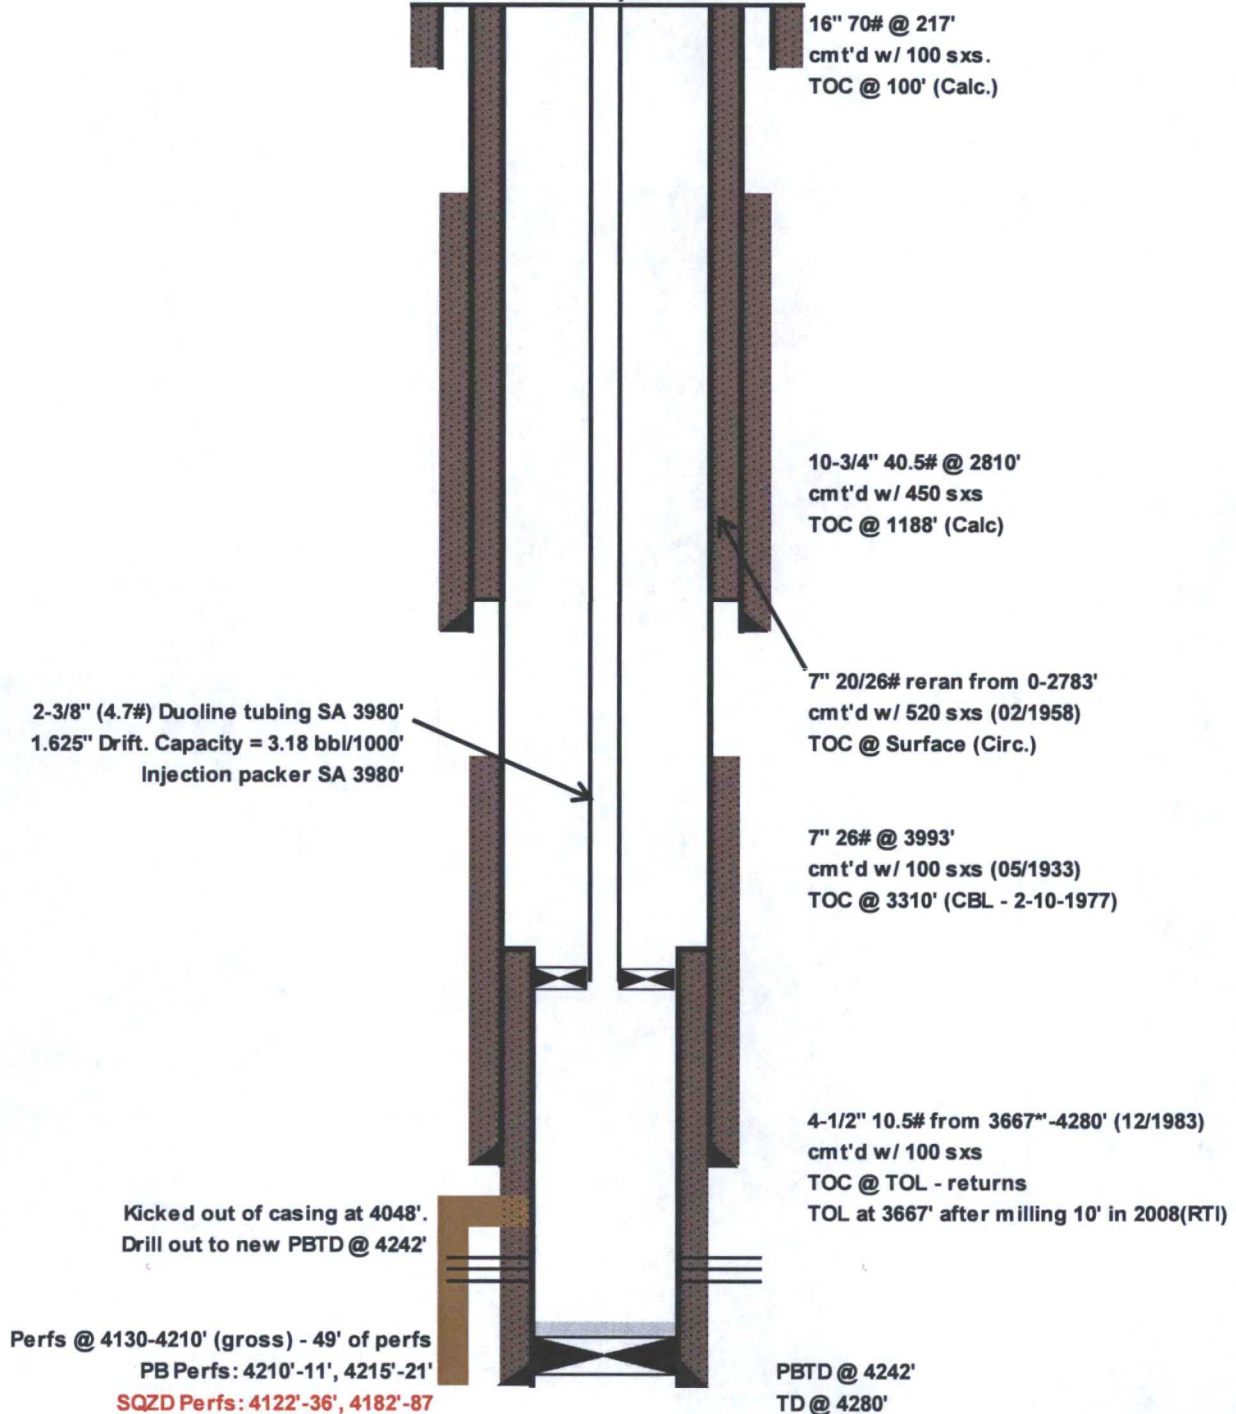 16" 70# @ 217'
cmt'd w/ 100 sxs.
TOC @ 100' (Calc.)
10-3/4" 40.5# @ 2810'
cmt'd w/ 450 sxs
TOC @ 1188' (Calc)
7" 20/26# reran from 0-2783'
cmt'd w/ 520 sxs (02/1958)
TOC @ Surface (Circ.)
2-3/8" (4.7#) Duoline tubing SA 3980'
1.625" Drift. Capacity = 3.18 bbl/1000'
Injection packer SA 3980'
7" 26# @ 3993'
cmt'd w/ 100 sxs (05/1933)
TOC @ 3310' (CBL - 2-10-1977)
4-1/2" 10.5# from 3667*'-4280' (12/1983)
cmt'd w/ 100 sxs
TOC @ TOL - returns
TOL at 3667' after milling 10' in 2008(RTI)
Kicked out of casing at 4048'.
Drill out to new PBTD @ 4242'
Perfs @ 4130-4210' (gross) - 49' of perfs
PB Perfs: 4210'-11', 4215'-21'
SQZD Perfs: 4122'-36', 4182'-87
PBTD @ 4242'
TD @ 4280'